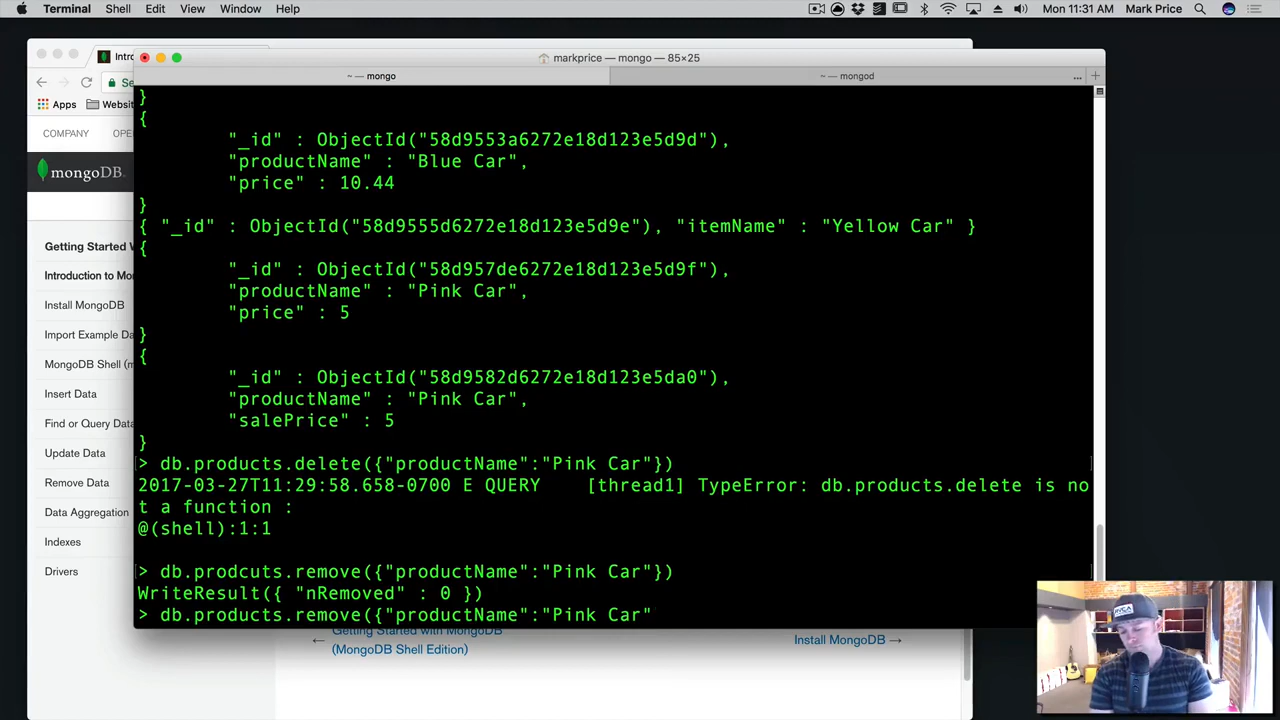 Terminal Shell Edit View Window Help
Mon 11:31 AM Mark Price
Intro
markprice — mongo — 85×25
~ — mongo
~ — mongod
...
Se
Apps
Websit
COMPANY
OPE
mongoDB.
Getting Started W
Introduction to Mon
Install MongoDB
Import Example Da
MongoDB Shell (m
Insert Data
Find or Query Data
Update Data
Remove Data
Data Aggregation
Indexes
Drivers
}
{
"_id" : ObjectId("58d9553a6272e18d123e5d9d"),
"productName" : "Blue Car",
"price" : 10.44
}
{ "_id" : ObjectId("58d9555d6272e18d123e5d9e"), "itemName" : "Yellow Car" }
{
"_id" : ObjectId("58d957de6272e18d123e5d9f"),
"productName" : "Pink Car",
"price" : 5
}
{
"_id" : ObjectId("58d9582d6272e18d123e5da0"),
"productName" : "Pink Car",
"salePrice" : 5
}
> db.products.delete({"productName":"Pink Car"})
2017-03-27T11:29:58.658-0700 E QUERY    [thread1] TypeError: db.products.delete is no
t a function :
@(shell):1:1
> db.prodcuts.remove({"productName":"Pink Car"})
WriteResult({ "nRemoved" : 0 })
> db.products.remove({"productName":"Pink Car"
← Getting Started with MongoDB
(MongoDB Shell Edition)
Install MongoDB →